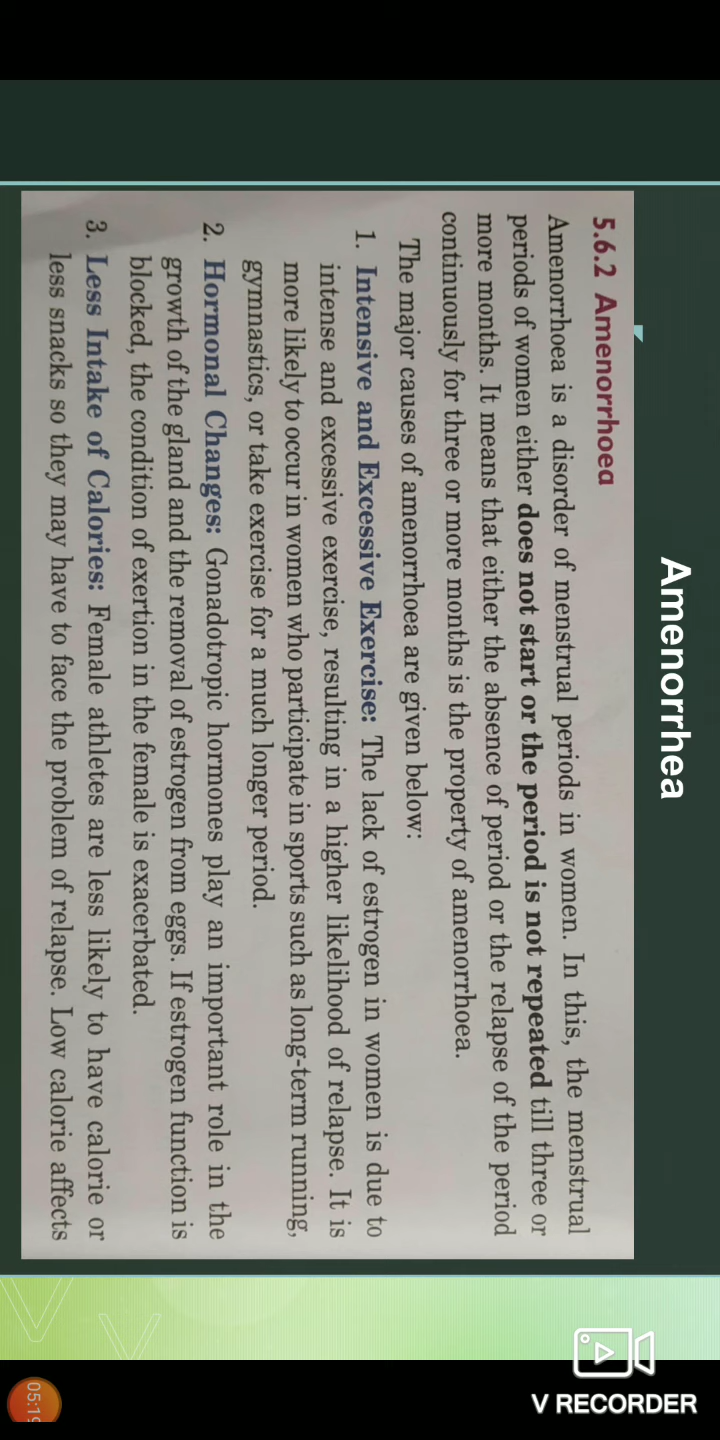 Amenorrhea
5.6.2 Amenorrhoea
Amenorrhoea is a disorder of menstrual periods in women. In this, the menstrual
periods of women either does not start or the period is not repeated till three or
more months. It means that either the absence of period or the relapse of the period
continuously for three or more months is the property of amenorrhoea.
The major causes of amenorrhoea are given below:
1. Intensive and Excessive Exercise: The lack of estrogen in women is due to
intense and excessive exercise, resulting in a higher likelihood of relapse. It is
more likely to occur in women who participate in sports such as long-term running,
gymnastics, or take exercise for a much longer period.
2. Hormonal Changes: Gonadotropic hormones play an important role in the
growth of the gland and the removal of estrogen from eggs. If estrogen function is
blocked, the condition of exertion in the female is exacerbated.
3. Less Intake of Calories: Female athletes are less likely to have calorie or
less snacks so they may have to face the problem of relapse. Low calorie affects
V RECORDER